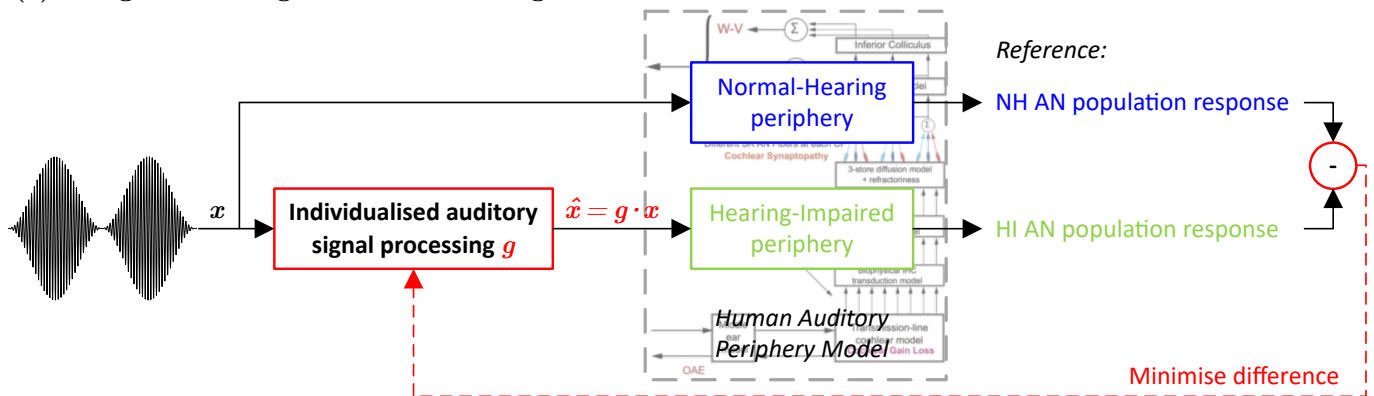 W-V
Σ
Inferior Colliculus
Reference:
Normal-Hearing
periphery
NH AN population response
Σ
Cochlear Synaptopathy
3-store diffusion model
+ refractoriness
-
x
Individualised auditory
signal processing g
x̂ = g · x
Hearing-Impaired
periphery
HI AN population response
transduction model
Human Auditory
Periphery Model
Transmission-line
cochlear model
Gain Loss
ear
OAE
Minimise difference